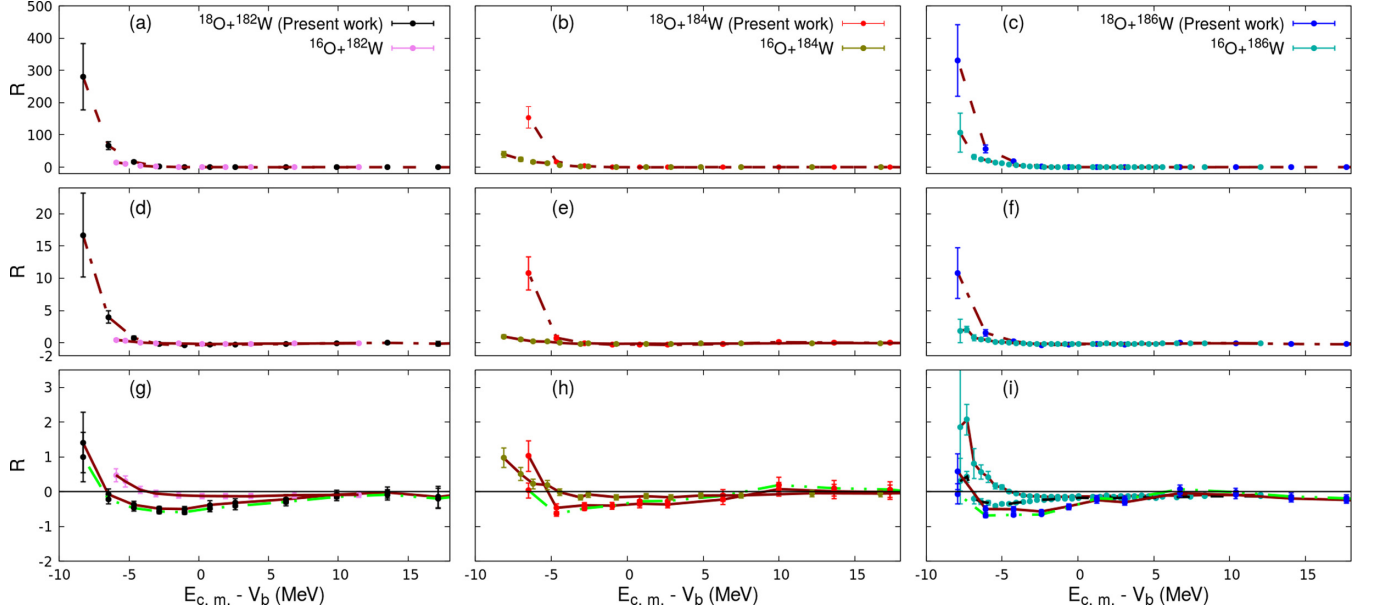 (a) ¹⁸O+¹⁸²W (Present work)
¹⁶O+¹⁸²W
(b) ¹⁸O+¹⁸⁴W (Present work)
¹⁶O+¹⁸⁴W
(c) ¹⁸O+¹⁸⁶W (Present work)
¹⁶O+¹⁸⁶W
500
400
300
200
100
0
R
(d)
(e)
(f)
20
15
10
5
0
-2
R
(g)
(h)
(i)
3
2
1
0
-1
-2
R
-10 -5 0 5 10 15
-10 -5 0 5 10 15
-10 -5 0 5 10 15
E_c. m. - V_b (MeV)
E_c. m. - V_b (MeV)
E_c. m. - V_b (MeV)